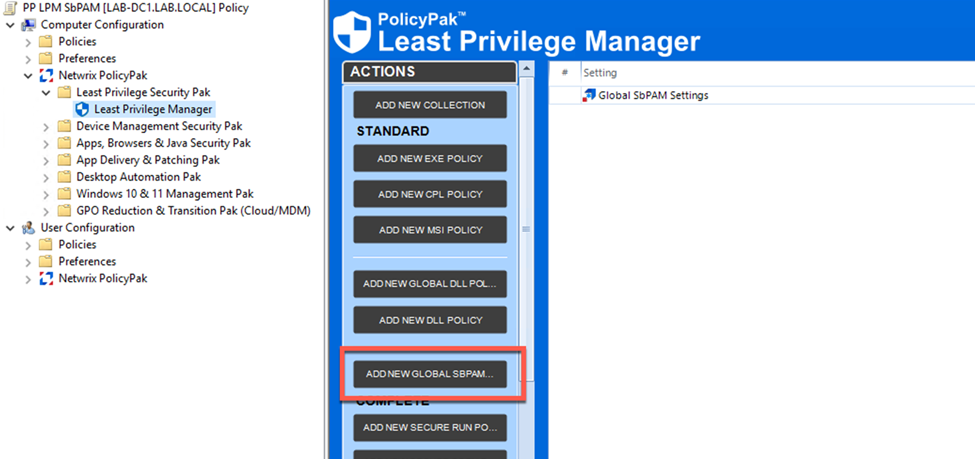 PP LPM SbPAM [LAB-DC1.LAB.LOCAL] Policy
Computer Configuration
Policies
Preferences
Netwrix PolicyPak
Least Privilege Security Pak
Least Privilege Manager
Device Management Security Pak
Apps, Browsers & Java Security Pak
App Delivery & Patching Pak
Desktop Automation Pak
Windows 10 & 11 Management Pak
GPO Reduction & Transition Pak (Cloud/MDM)
User Configuration
Policies
Preferences
Netwrix PolicyPak
PolicyPak™
Least Privilege Manager
ACTIONS
ADD NEW COLLECTION
STANDARD
ADD NEW EXE POLICY
ADD NEW CPL POLICY
ADD NEW MSI POLICY
ADD NEW GLOBAL DLL POL...
ADD NEW DLL POLICY
ADD NEW GLOBAL SBPAM...
COMPLETE
ADD NEW SECURE RUN PO...
# Setting
Global SbPAM Settings